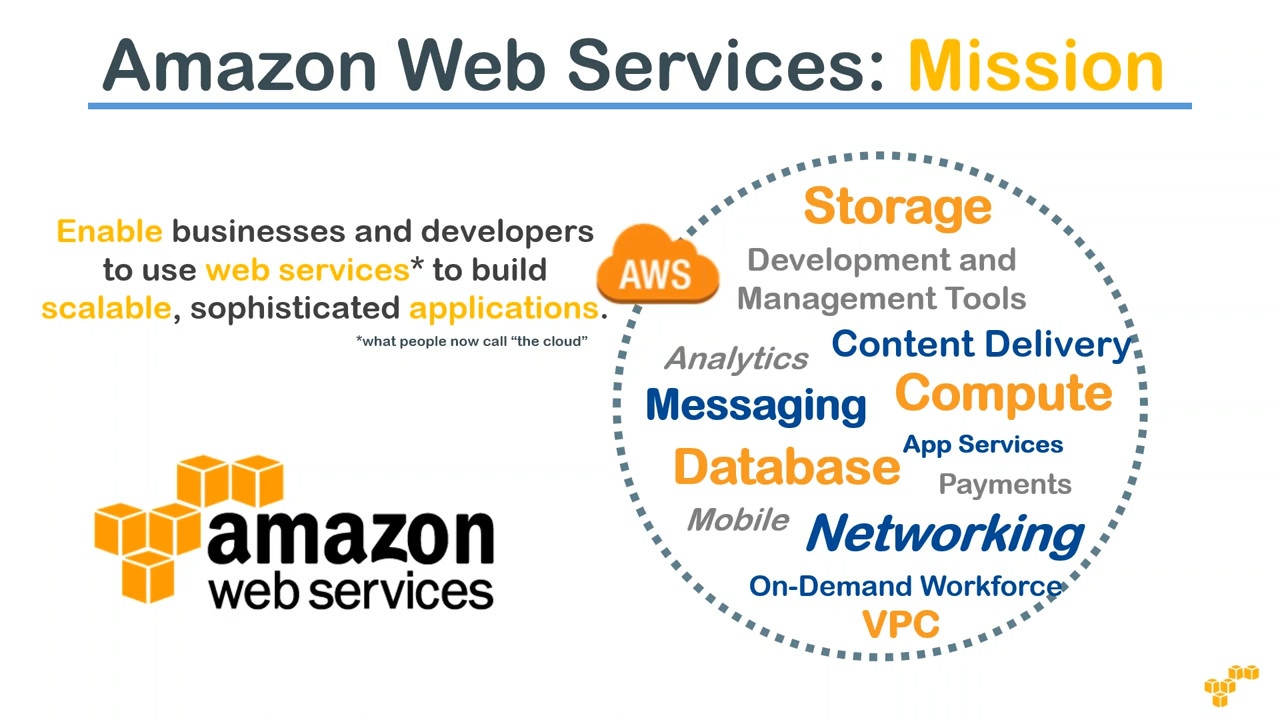 Amazon Web Services: Mission
Enable businesses and developers
to use web services* to build
scalable, sophisticated applications.
*what people now call “the cloud”
AWS
Storage
Development and
Management Tools
Analytics
Content Delivery
Messaging
Compute
Database
App Services
Payments
Mobile
Networking
On-Demand Workforce
VPC
amazon
web services